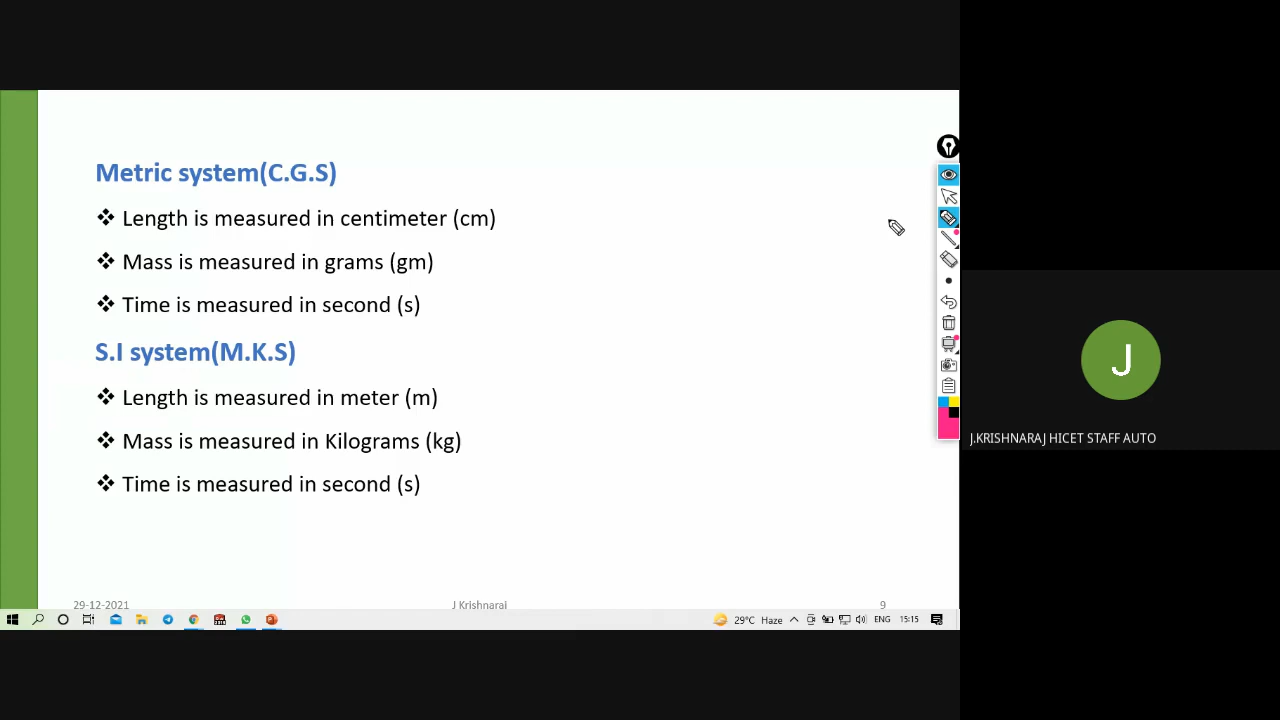 Metric system(C.G.S)
❖ Length is measured in centimeter (cm)
❖ Mass is measured in grams (gm)
❖ Time is measured in second (s)
S.I system(M.K.S)
❖ Length is measured in meter (m)
❖ Mass is measured in Kilograms (kg)
❖ Time is measured in second (s)
29-12-2021 J Krishnaraj 9
29°C Haze ENG 15:15
J
J.KRISHNARAJ HICET STAFF AUTO